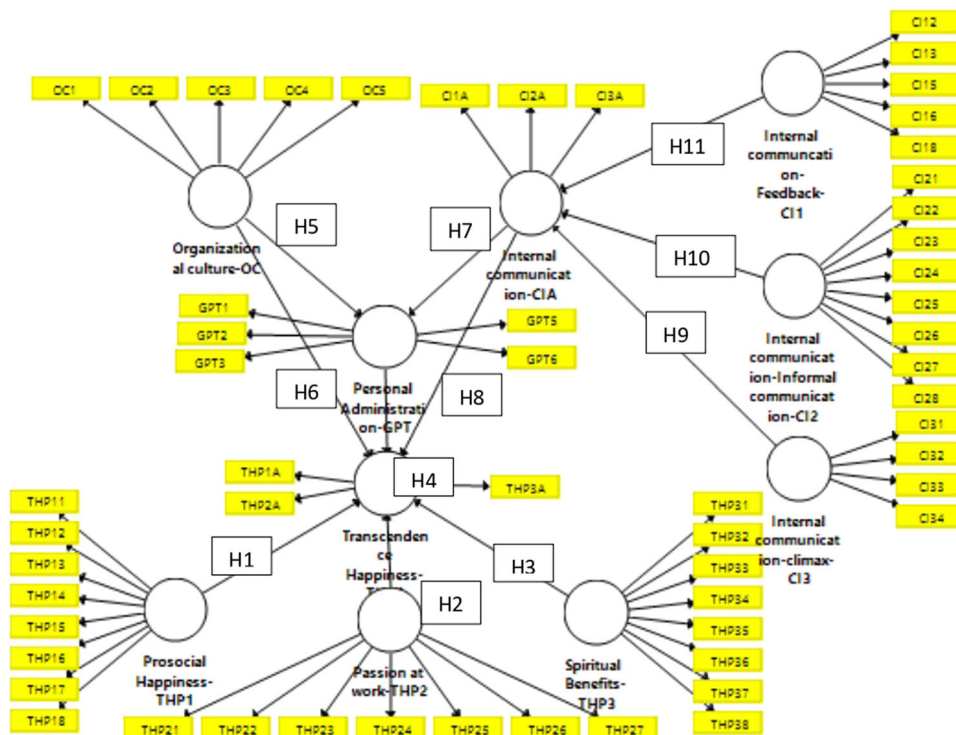 CI12
CI13
CI15
CI16
CI18
OC1
OC2
OC3
OC4
OC5
CI1A
CI2A
CI3A
H11
Internal
communcati
on-
Feedback-
CI1
CI21
CI22
CI23
CI24
CI25
CI26
CI27
CI28
H5
H7
H10
Organization
al culture-OC
Internal
communicat
ion-CIA
Internal
communicat
ion-Informal
communicat
ion-CI2
GPT1
GPT2
GPT3
GPT5
GPT6
H9
H6
H8
Personal
Administrati
on-GPT
CI31
CI32
CI33
CI34
Internal
communicat
ion-climax-
CI3
THP1A
THP2A
H4
THP3A
Transcenden
ce
Happiness-
THP11
THP12
THP13
THP14
THP15
THP16
THP17
THP18
H1
H3
H2
THP31
THP32
THP33
THP34
THP35
THP36
THP37
THP38
Prosocial
Happiness-
THP1
Passion at
work-THP2
Spiritual
Benefits-
THP3
THP21
THP22
THP23
THP24
THP25
THP26
THP27